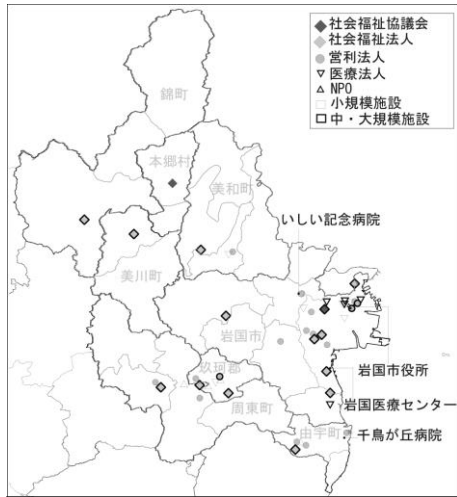 社会福祉協議会
社会福祉法人
営利法人
医療法人
NPO
小規模施設
中・大規模施設
錦町
本郷村
美和町
いしい記念病院
美川町
岩国市
玖珂郡
岩国市役所
周東町
岩国医療センター
由宇町
千鳥が丘病院